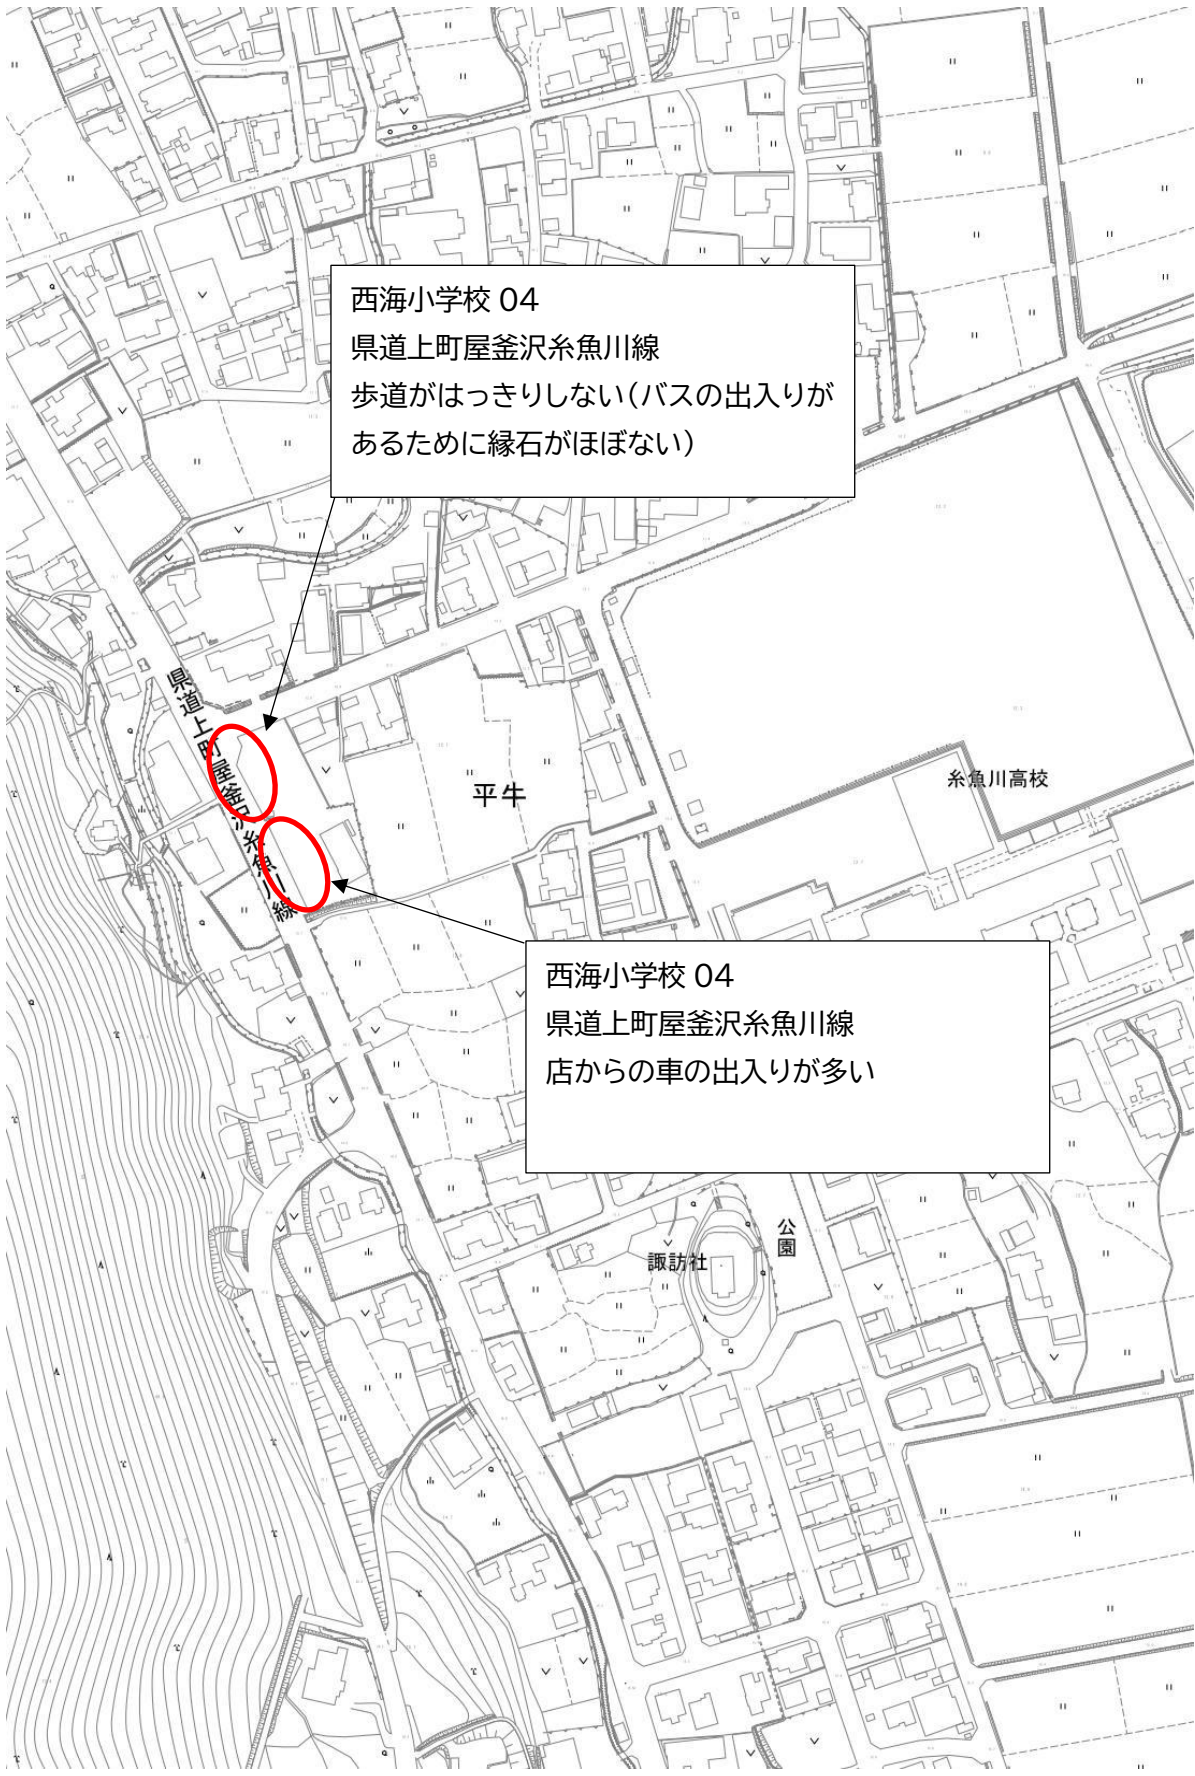 西海小学校 04
県道上町屋釜沢糸魚川線
歩道がはっきりしない(バスの出入りが
あるために縁石がほぼない)
県道上町屋釜沢糸魚川線
平牛
糸魚川高校
西海小学校 04
県道上町屋釜沢糸魚川線
店からの車の出入りが多い
公園
諏訪社